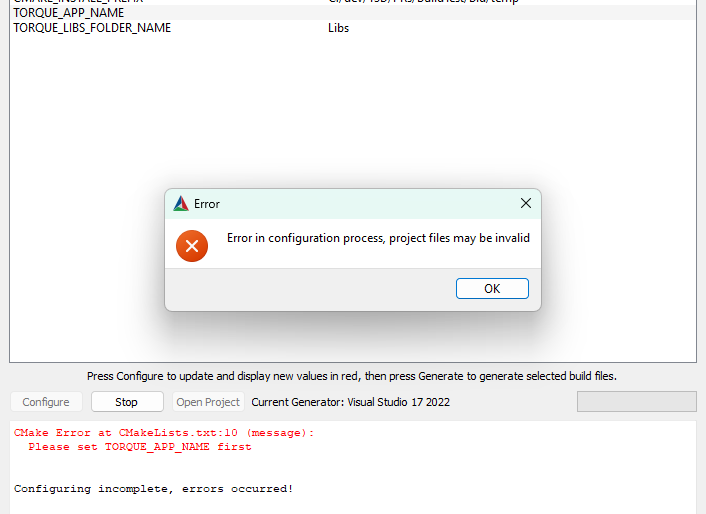 TORQUE_APP_NAME
TORQUE_LIBS_FOLDER_NAME Libs
Error
Error in configuration process, project files may be invalid
OK
Press Configure to update and display new values in red, then press Generate to generate selected build files.
Configure Stop Open Project Current Generator: Visual Studio 17 2022
CMake Error at CMakeLists.txt:10 (message):
Please set TORQUE_APP_NAME first
Configuring incomplete, errors occurred!